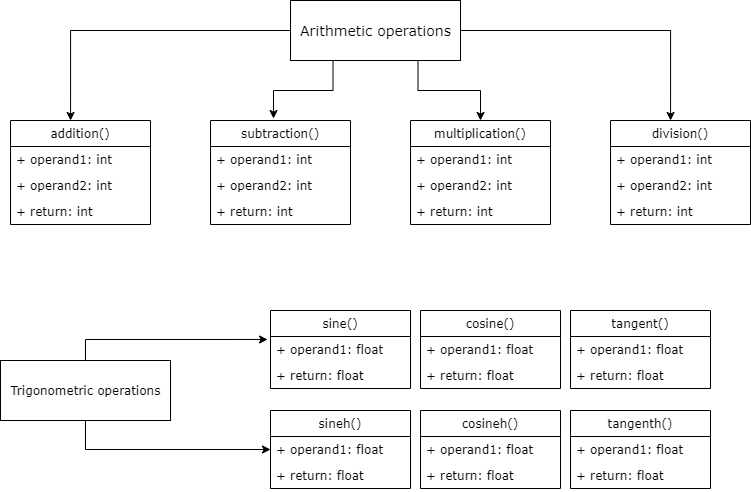 Arithmetic operations
addition()
+ operand1: int
+ operand2: int
+ return: int
subtraction()
+ operand1: int
+ operand2: int
+ return: int
multiplication()
+ operand1: int
+ operand2: int
+ return: int
division()
+ operand1: int
+ operand2: int
+ return: int
Trigonometric operations
sine()
+ operand1: float
+ return: float
cosine()
+ operand1: float
+ return: float
tangent()
+ operand1: float
+ return: float
sineh()
+ operand1: float
+ return: float
cosineh()
+ operand1: float
+ return: float
tangenth()
+ operand1: float
+ return: float